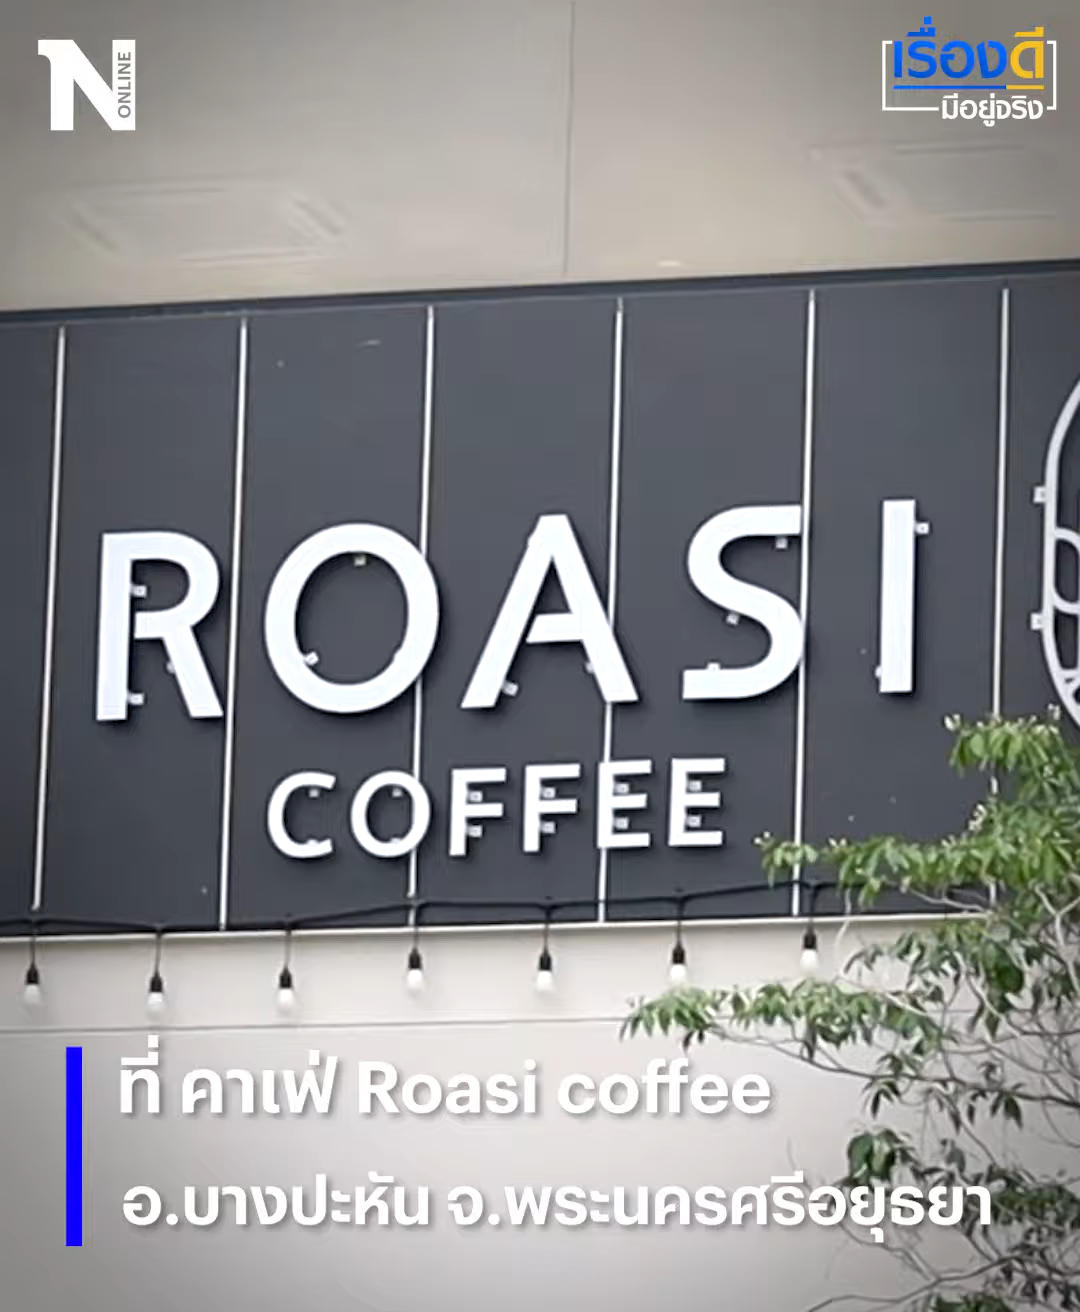 N ONLINE
เรื่องดี
มีอยู่จริง
ROASI
COFFEE
ที่ คาเฟ่ Roasi coffee
อ.บางปะหัน จ.พระนครศรีอยุธยา